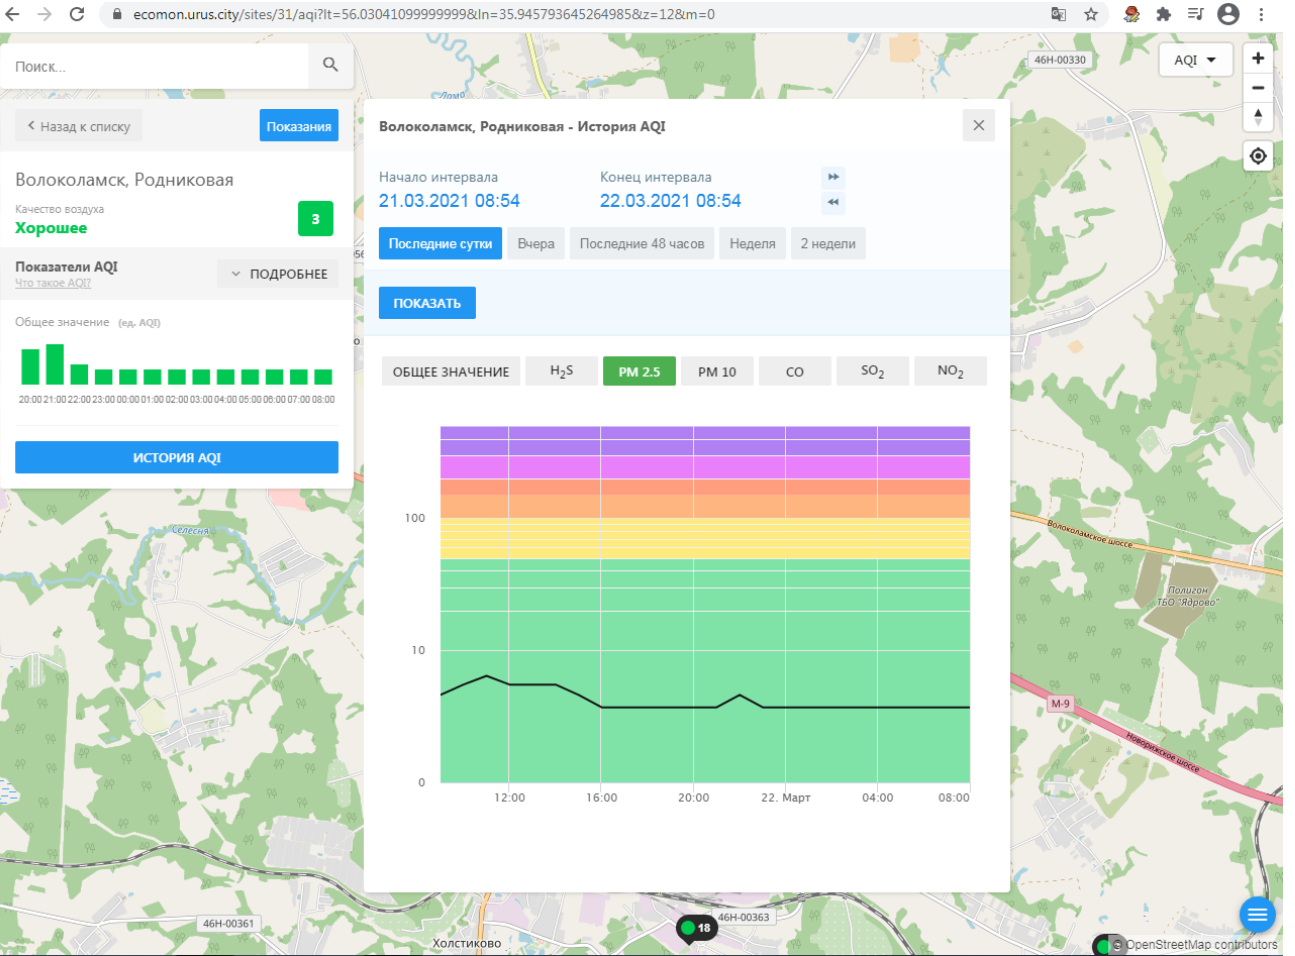 ecomon.urus.city/sites/31/aqi?lt=56.03041099999999&ln=35.945793645264985&z=12&m=0
Поиск...
Ламо
46Н-00330
AQI
Назад к списку
Показания
Волоколамск, Родниковая
Качество воздуха
Хорошее
3
Показатели AQI
Что такое AQI?
ПОДРОБНЕЕ
Общее значение (ед. AQI)
20:00 21:00 22:00 23:00 00:00 01:00 02:00 03:00 04:00 05:00 06:00 07:00 08:00
ИСТОРИЯ AQI
Волоколамск, Родниковая - История AQI
Начало интервала
Конец интервала
21.03.2021 08:54
22.03.2021 08:54
Последние сутки
Вчера
Последние 48 часов
Неделя
2 недели
ПОКАЗАТЬ
ОБЩЕЕ ЗНАЧЕНИЕ
H2S
PM 2.5
PM 10
CO
SO2
NO2
100
10
0
12:00
16:00
20:00
22. Март
04:00
08:00
Селесня
Волоколамское шоссе
Полигон
ТБО "Ядрово"
М-9
Новорижское шоссе
46Н-00361
46Н-00363
18
Холстиково
© OpenStreetMap contributors